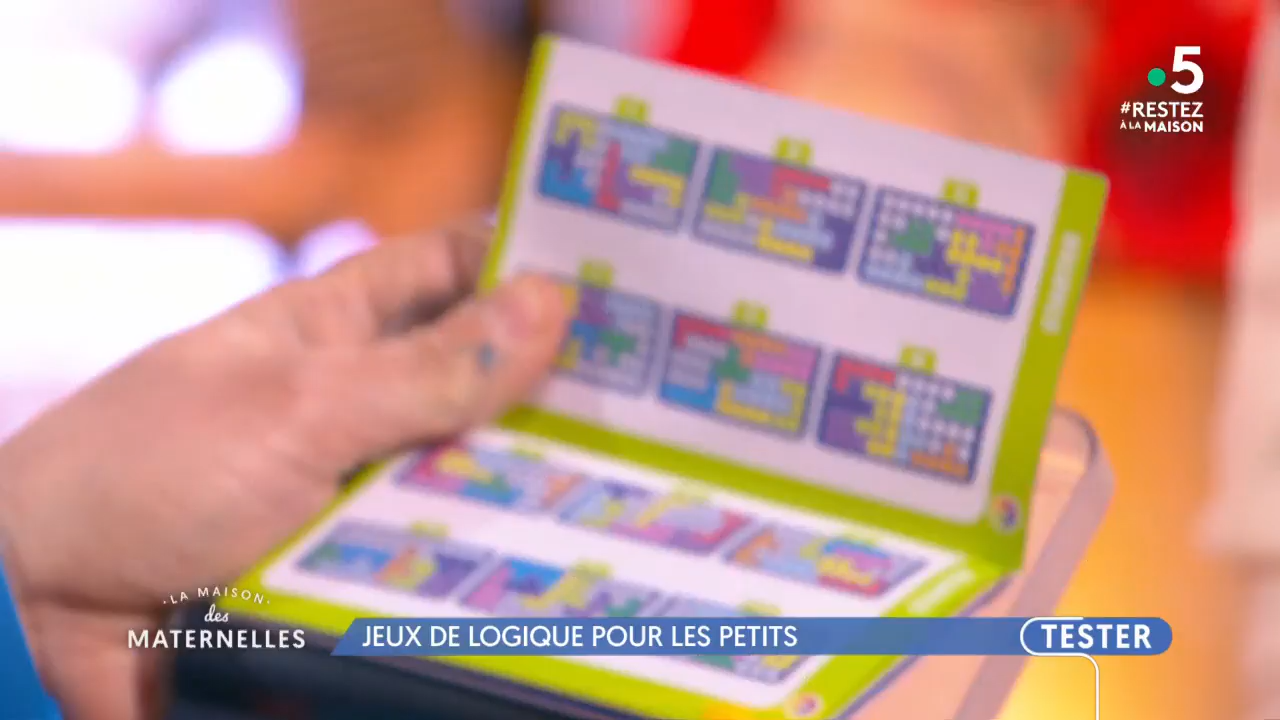 5
#RESTEZ
À LA MAISON
·LA MAISON·
des
MATERNELLES
JEUX DE LOGIQUE POUR LES PETITS
TESTER